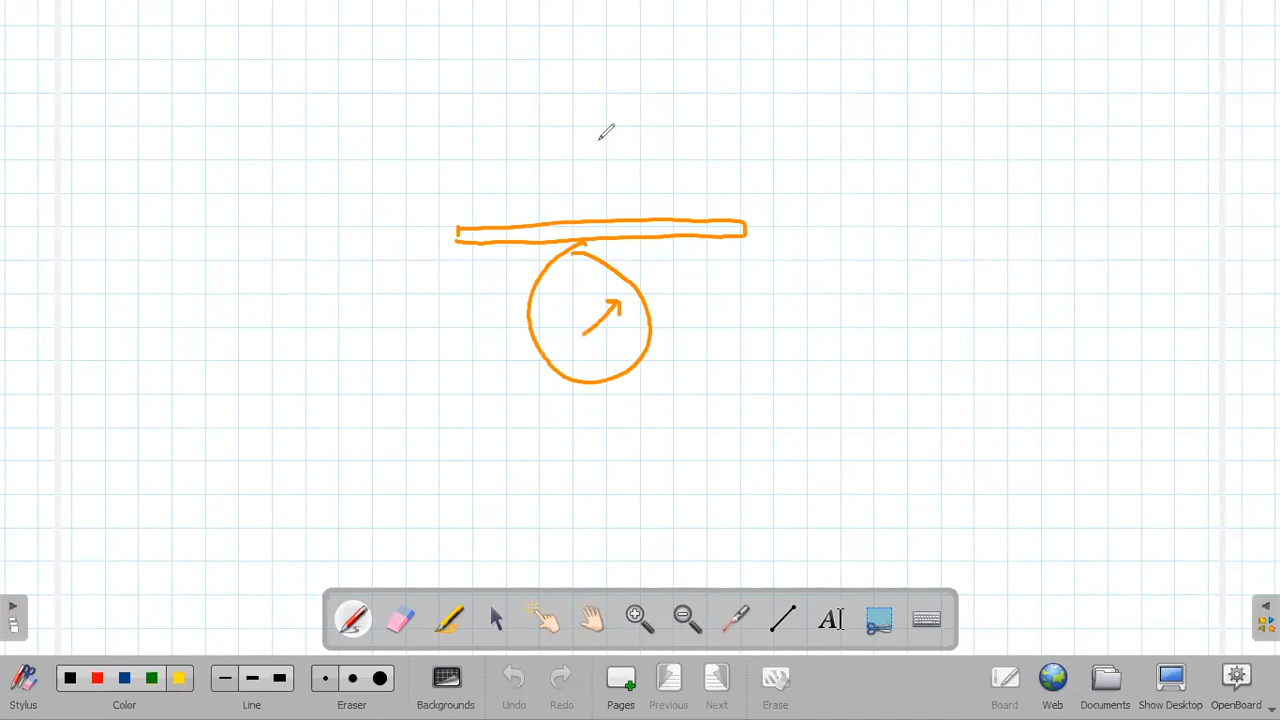 A
Stylus
Color
Line
Eraser
Backgrounds
Undo
Redo
Pages
Previous
Next
Erase
Board
Web
Documents
Show Desktop
OpenBoard